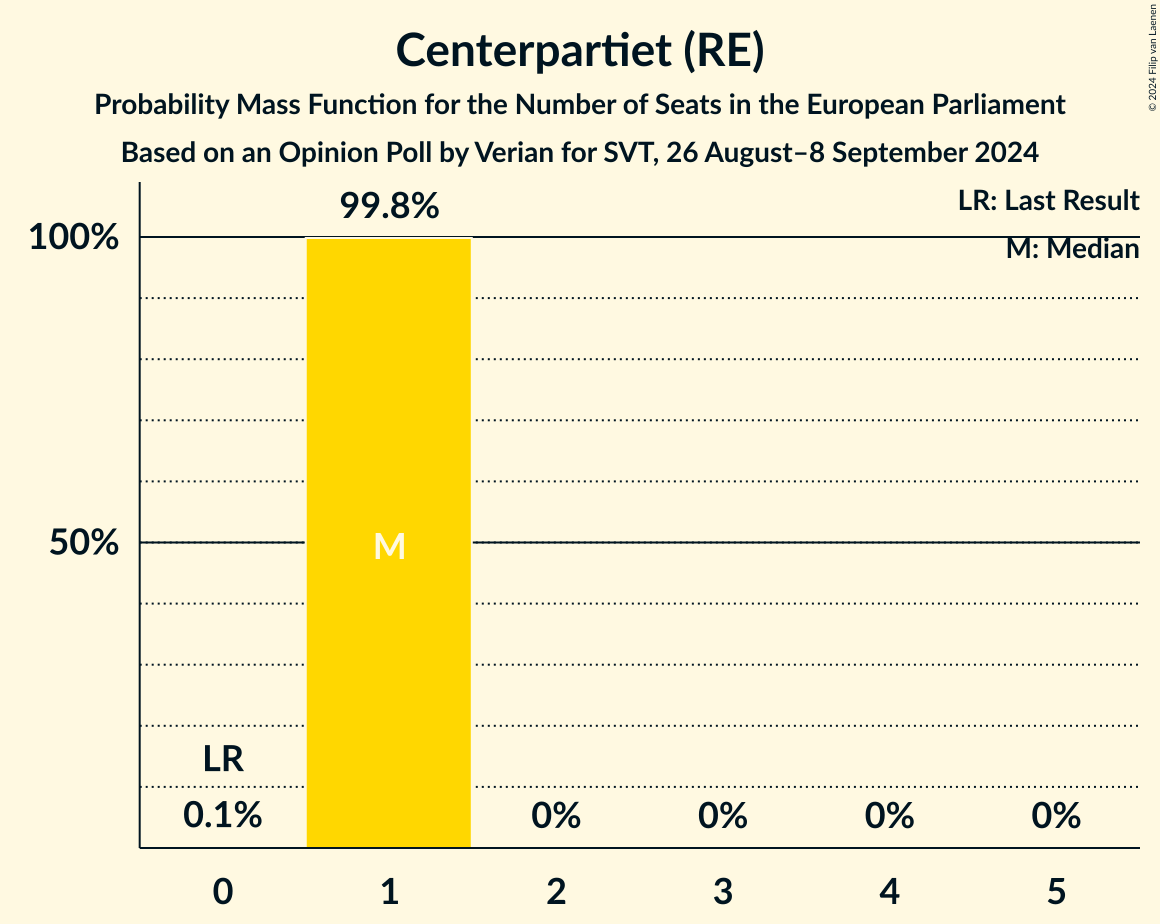 Centerpartiet (RE)
Probability Mass Function for the Number of Seats in the European Parliament
Based on an Opinion Poll by Verian for SVT, 26 August–8 September 2024
© 2024 Filip van Laenen
LR: Last Result
M: Median
99.8%
100%
50%
M
LR
0.1%
0%
0%
0%
0%
0
1
2
3
4
5